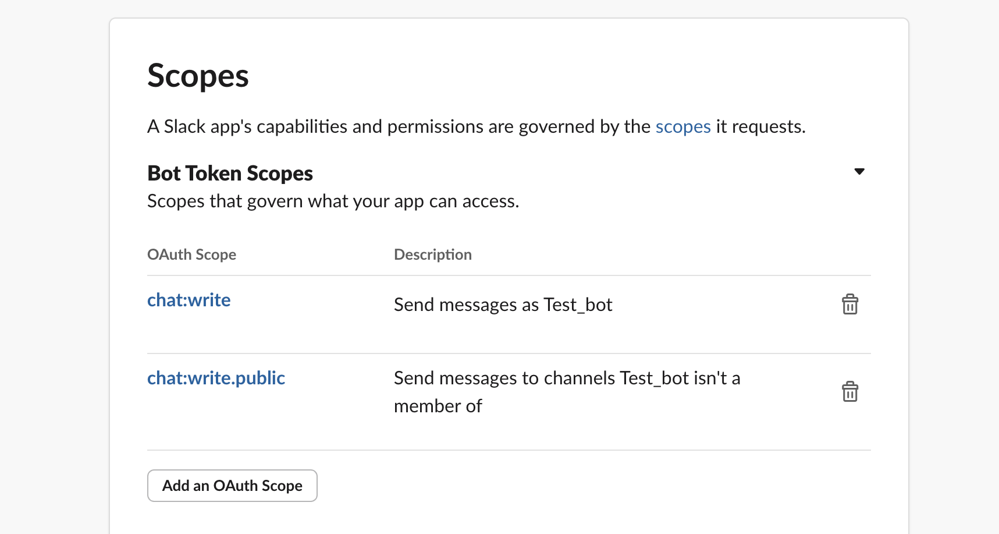 Scopes
A Slack app's capabilities and permissions are governed by the scopes it requests.
Bot Token Scopes
Scopes that govern what your app can access.
OAuth Scope Description
chat:write Send messages as Test_bot
chat:write.public Send messages to channels Test_bot isn't a
member of
Add an OAuth Scope